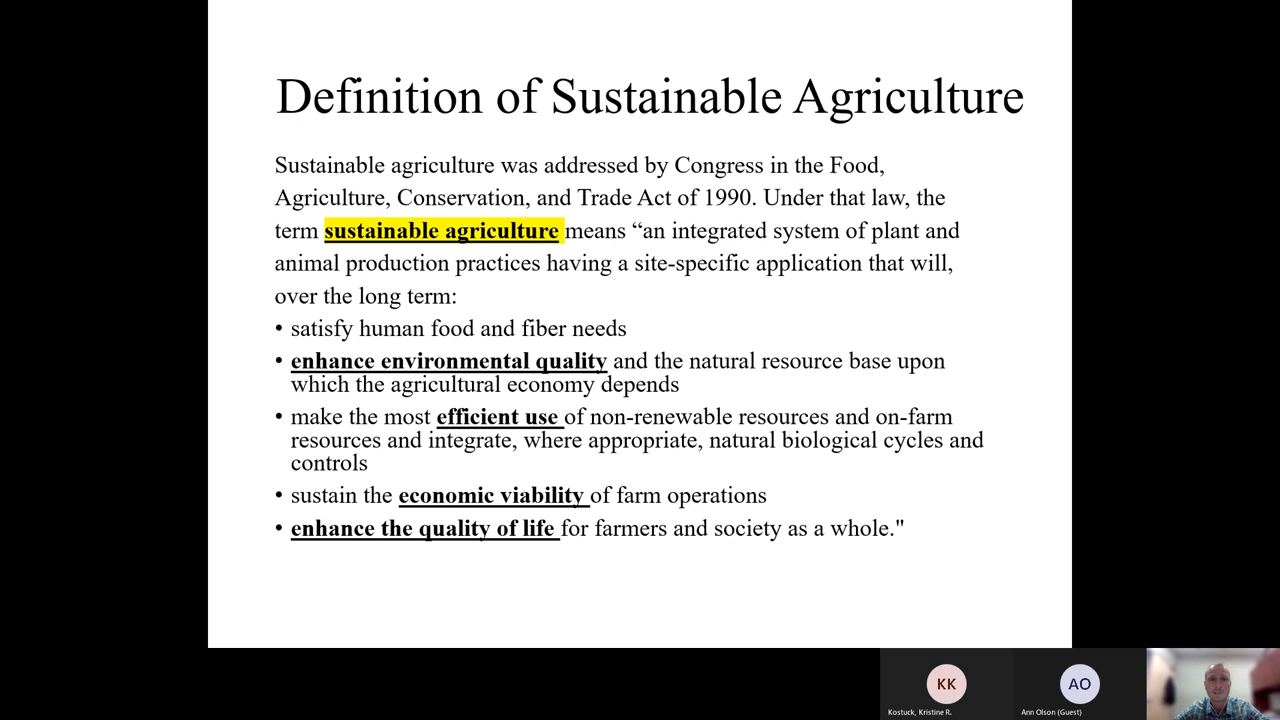 Definition of Sustainable Agriculture
Sustainable agriculture was addressed by Congress in the Food,
Agriculture, Conservation, and Trade Act of 1990. Under that law, the
term sustainable agriculture means “an integrated system of plant and
animal production practices having a site-specific application that will,
over the long term:
• satisfy human food and fiber needs
• enhance environmental quality and the natural resource base upon
which the agricultural economy depends
• make the most efficient use of non-renewable resources and on-farm
resources and integrate, where appropriate, natural biological cycles and
controls
• sustain the economic viability of farm operations
• enhance the quality of life for farmers and society as a whole."
KK
AO
Kostuck, Kristine R.
Ann Olson (Guest)